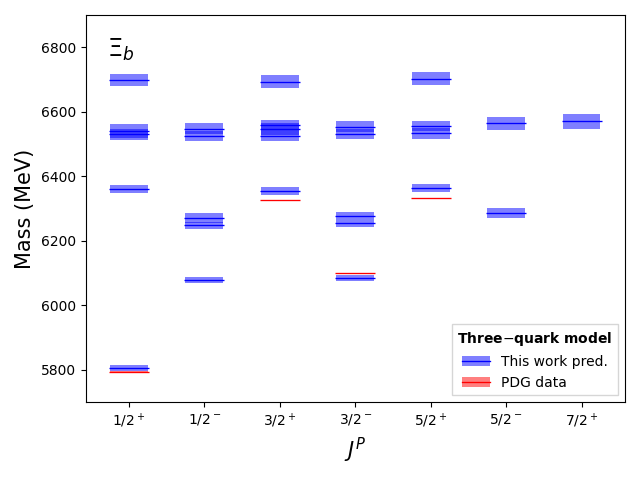 Ξb
Mass (MeV)
6800
6600
6400
6200
6000
5800
1/2⁺ 1/2⁻ 3/2⁺ 3/2⁻ 5/2⁺ 5/2⁻ 7/2⁺
Jᴾ
Three−quark model
This work pred.
PDG data